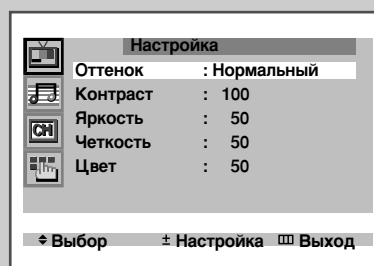 Настройка
Оттенок : Нормальный
Контраст : 100
Яркость : 50
CH
Четкость : 50
Цвет : 50
Выбор ± Настройка Выход